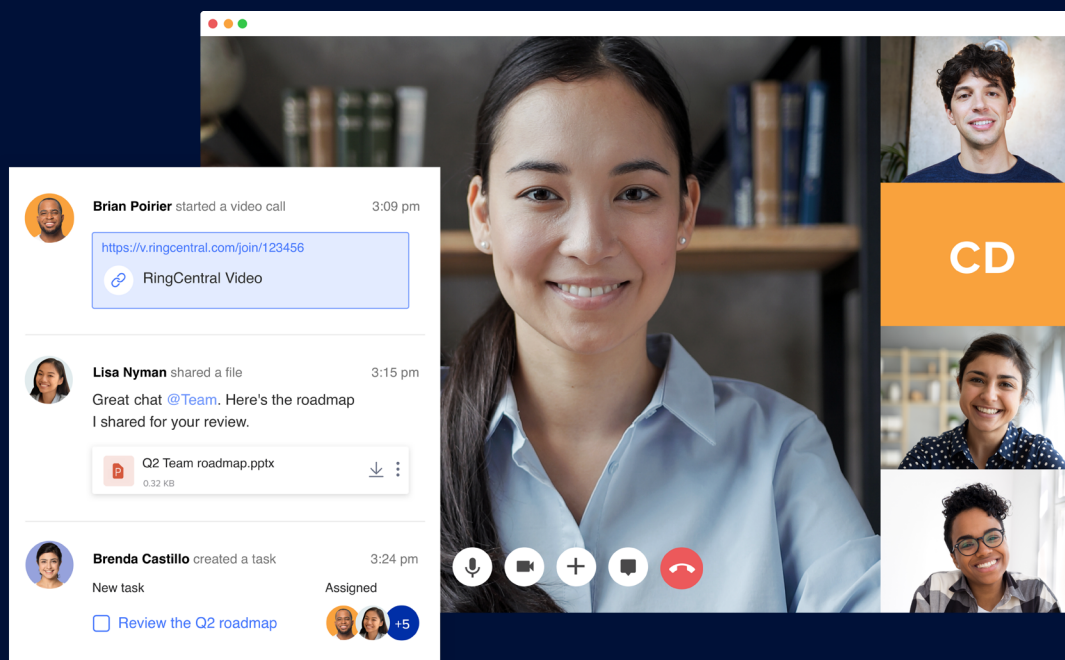 Brian Poirier started a video call 3:09 pm
https://v.ringcentral.com/join/123456
RingCentral Video
Lisa Nyman shared a file 3:15 pm
Great chat @Team. Here's the roadmap
I shared for your review.
P
Q2 Team roadmap.pptx
0.32 KB
Brenda Castillo created a task 3:24 pm
New task Assigned
Review the Q2 roadmap +5
CD